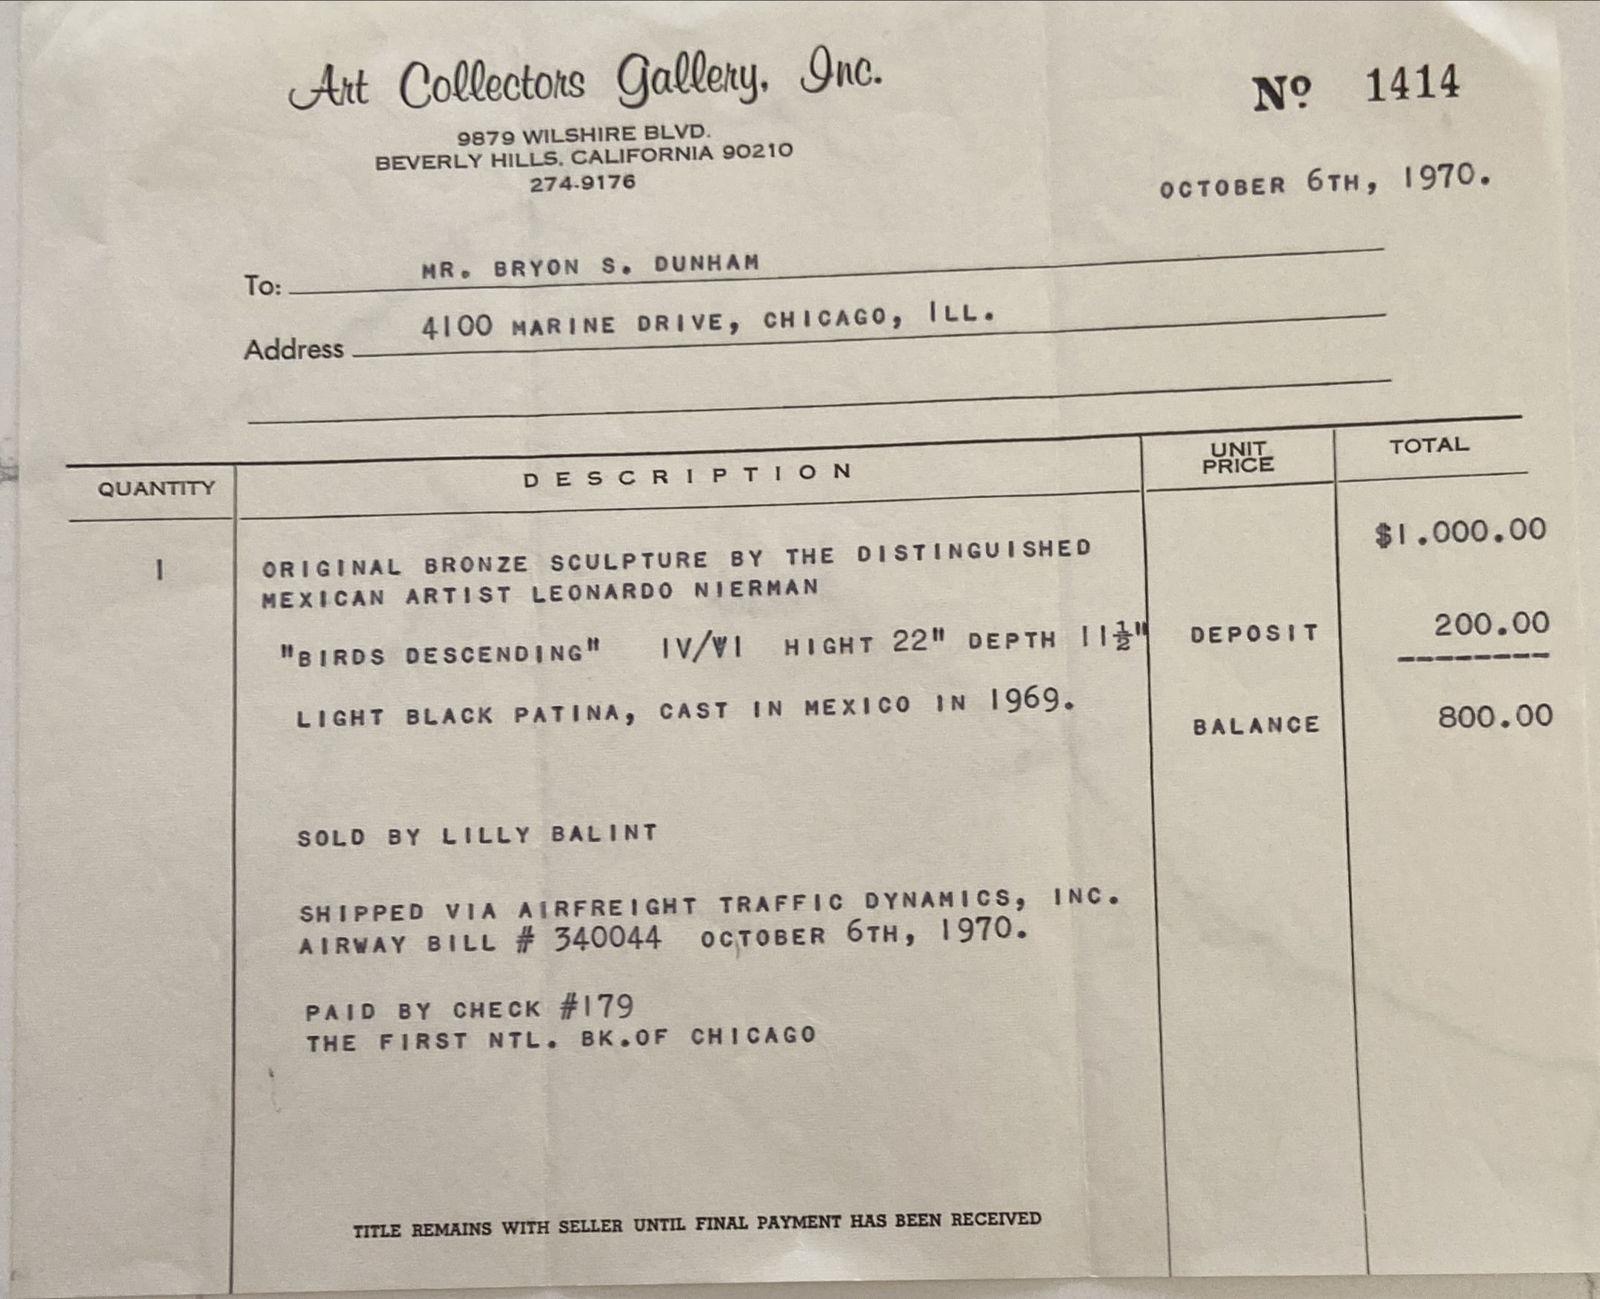 Art Collectors Gallery, Inc.
9879 WILSHIRE BLVD.
BEVERLY HILLS, CALIFORNIA 90210
274-9176
Nº 1414
OCTOBER 6TH, 1970.
To: MR. BRYON S. DUNHAM
Address 4100 MARINE DRIVE, CHICAGO, ILL.
QUANTITY DESCRIPTION UNIT PRICE TOTAL
1 ORIGINAL BRONZE SCULPTURE BY THE DISTINGUISHED $1.000.00
MEXICAN ARTIST LEONARDO NIERMAN
"BIRDS DESCENDING" IV/VI HIGHT 22" DEPTH 11½" DEPOSIT 200.00
--------
LIGHT BLACK PATINA, CAST IN MEXICO IN 1969. BALANCE 800.00
SOLD BY LILLY BALINT
SHIPPED VIA AIRFREIGHT TRAFFIC DYNAMICS, INC.
AIRWAY BILL # 340044 OCTOBER 6TH, 1970.
PAID BY CHECK #179
THE FIRST NTL. BK.OF CHICAGO
TITLE REMAINS WITH SELLER UNTIL FINAL PAYMENT HAS BEEN RECEIVED